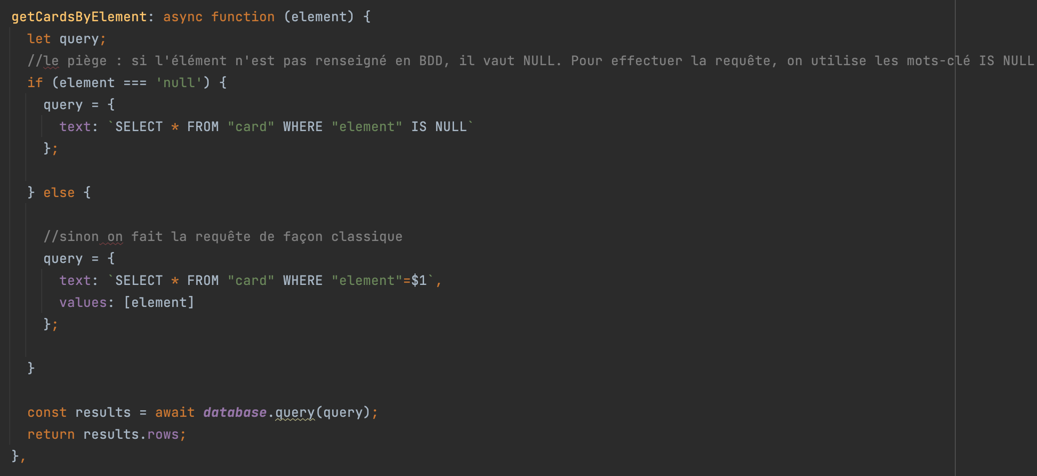 getCardsByElement: async function (element) {
let query;
//le piège : si l'élément n'est pas renseigné en BDD, il vaut NULL. Pour effectuer la requête, on utilise les mots-clé IS NULL
if (element === 'null') {
query = {
text: `SELECT * FROM "card" WHERE "element" IS NULL`
};
} else {
//sinon on fait la requête de façon classique
query = {
text: `SELECT * FROM "card" WHERE "element"=$1`,
values: [element]
};
}
const results = await database.query(query);
return results.rows;
},